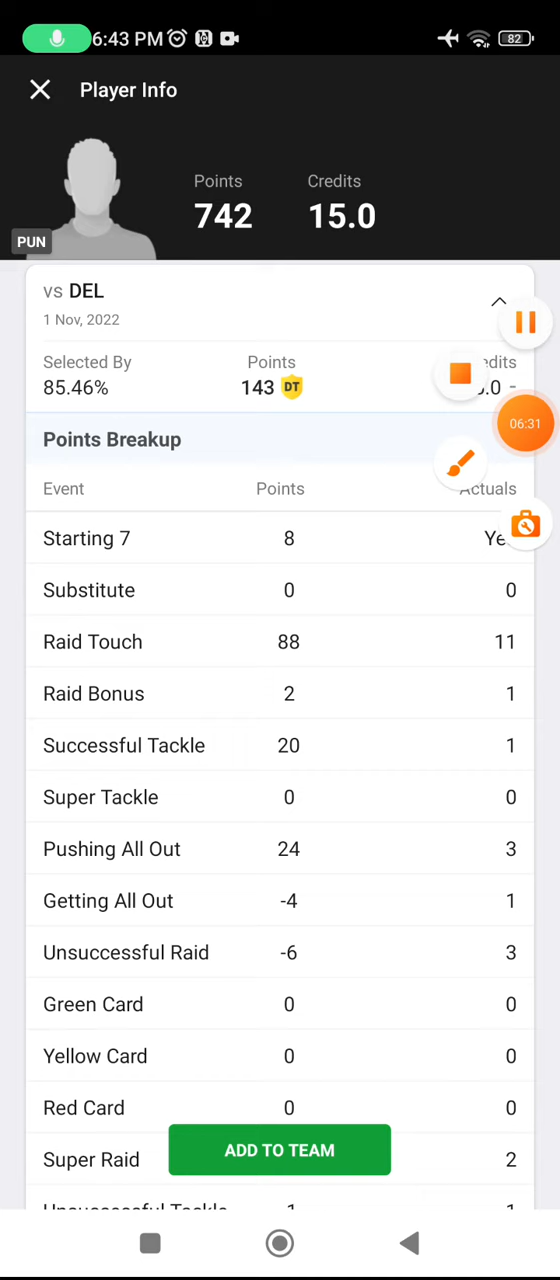 6:43 PM
82
Player Info
Points Credits
742 15.0
PUN
vs DEL
1 Nov, 2022
Selected By Points
85.46% 143 DT .0 -
06:31
Points Breakup
Event Points Actuals
Starting 7 8
Substitute 0 0
Raid Touch 88 11
Raid Bonus 2 1
Successful Tackle 20 1
Super Tackle 0 0
Pushing All Out 24 3
Getting All Out -4 1
Unsuccessful Raid -6 3
Green Card 0 0
Yellow Card 0 0
Red Card 0 0
ADD TO TEAM
Super Raid 2